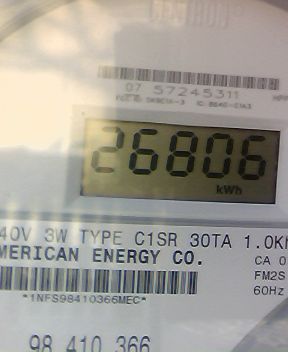 07 57245311
26806
kWh
40V 3W TYPE C1SR 30TA 1.0Kh
MERICAN ENERGY CO.
CA 0
FM2S
60Hz
*1NFS98410366MEC*
98 410 366